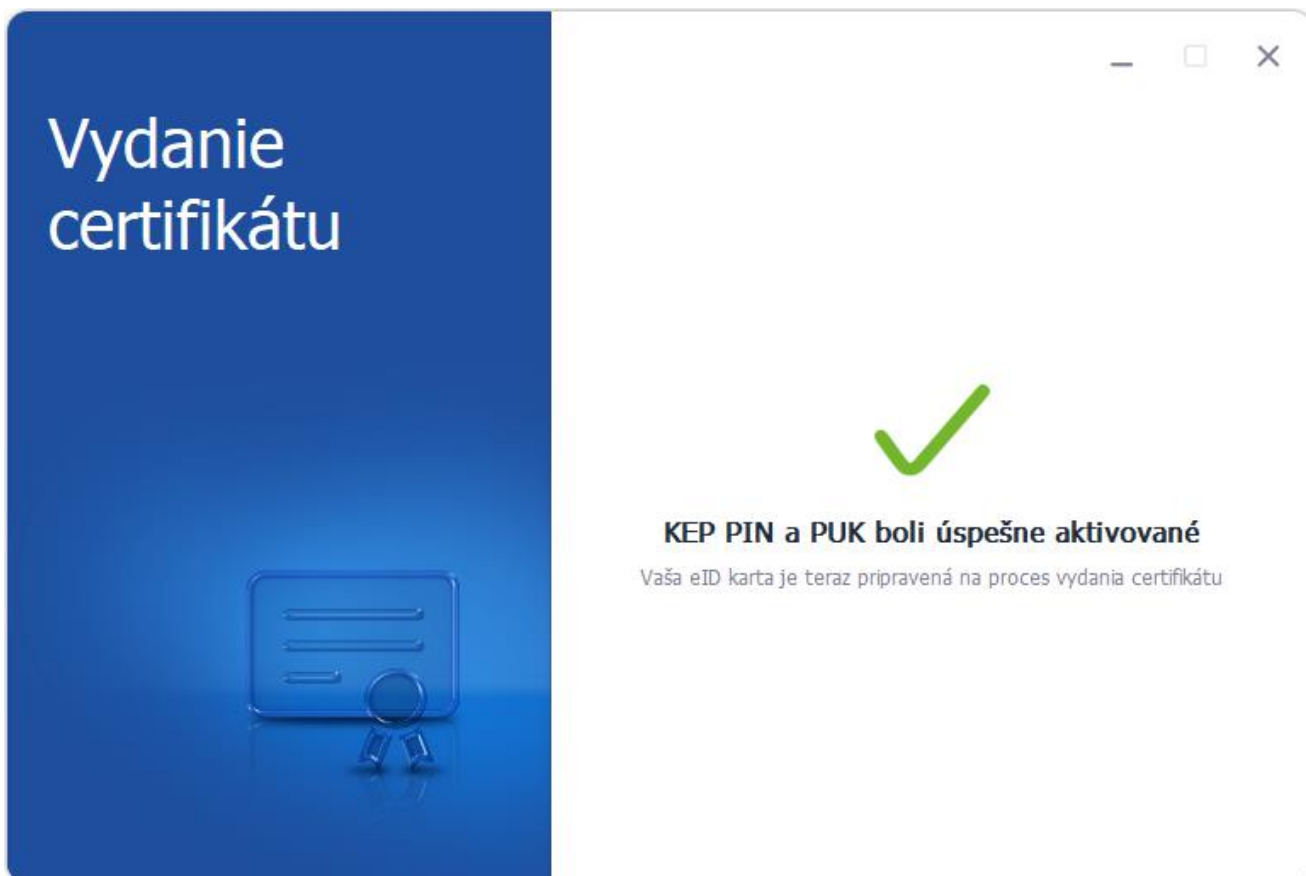 Vydanie
certifikátu
KEP PIN a PUK boli úspešne aktivované
Vaša eID karta je teraz pripravená na proces vydania certifikátu